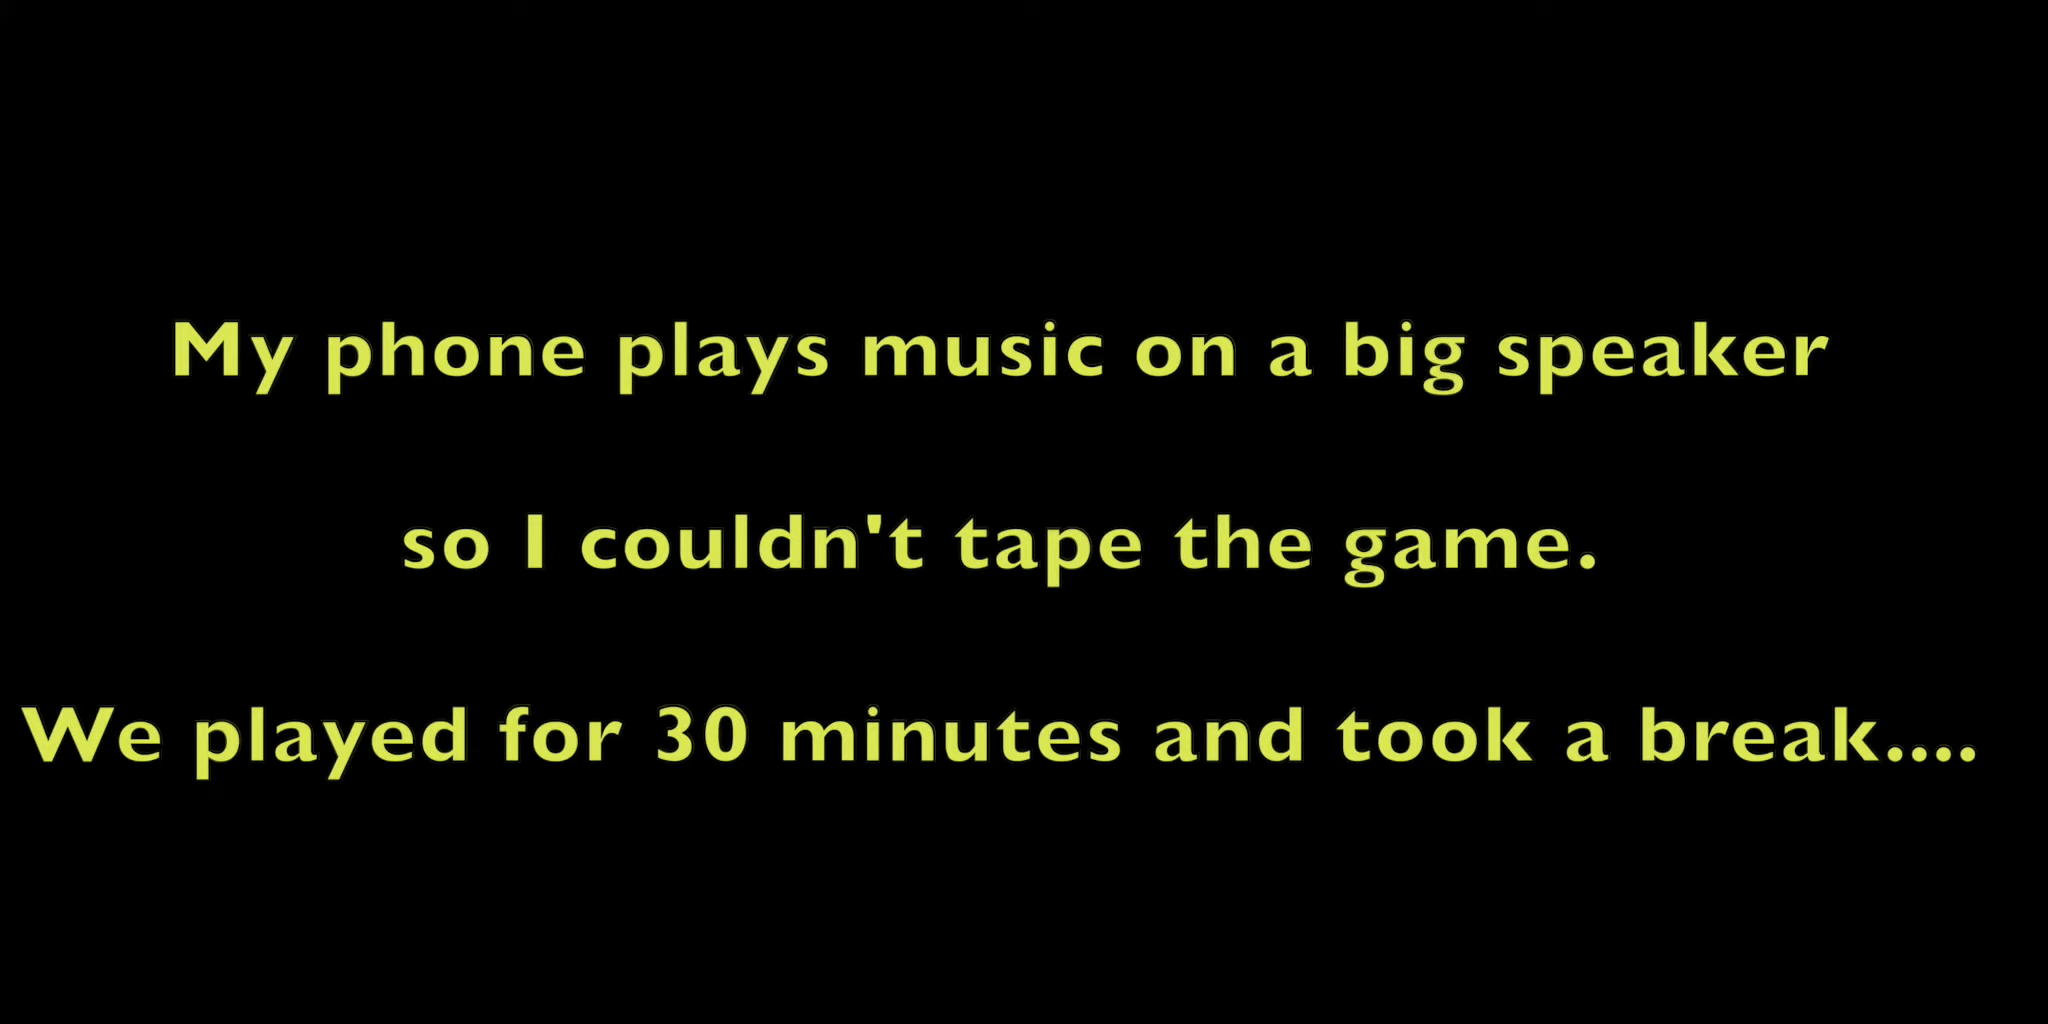 My phone plays music on a big speaker
so I couldn't tape the game.
We played for 30 minutes and took a break....